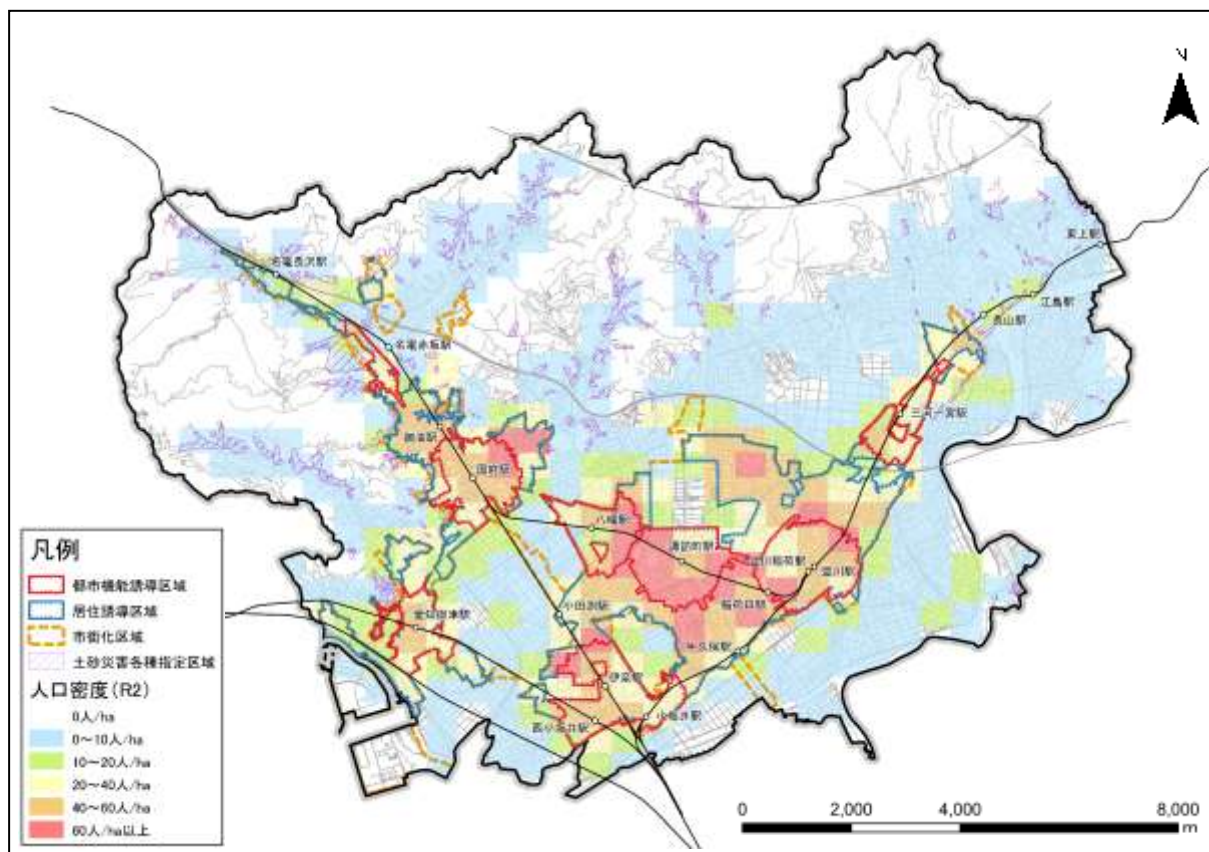 N
東上駅
江島駅
長山駅
三河一宮駅
名電長沢駅
名電赤坂駅
御油駅
国府駅
八幡駅
諏訪町駅
豊川稲荷駅
豊川駅
稲荷口駅
牛久保駅
小田渕駅
愛知御津駅
伊奈駅
小坂井駅
西小坂井駅
凡例
都市機能誘導区域
居住誘導区域
市街化区域
土砂災害各種指定区域
人口密度(R2)
0人/ha
0~10人/ha
10~20人/ha
20~40人/ha
40~60人/ha
60人/ha以上
0 2,000 4,000 8,000
m